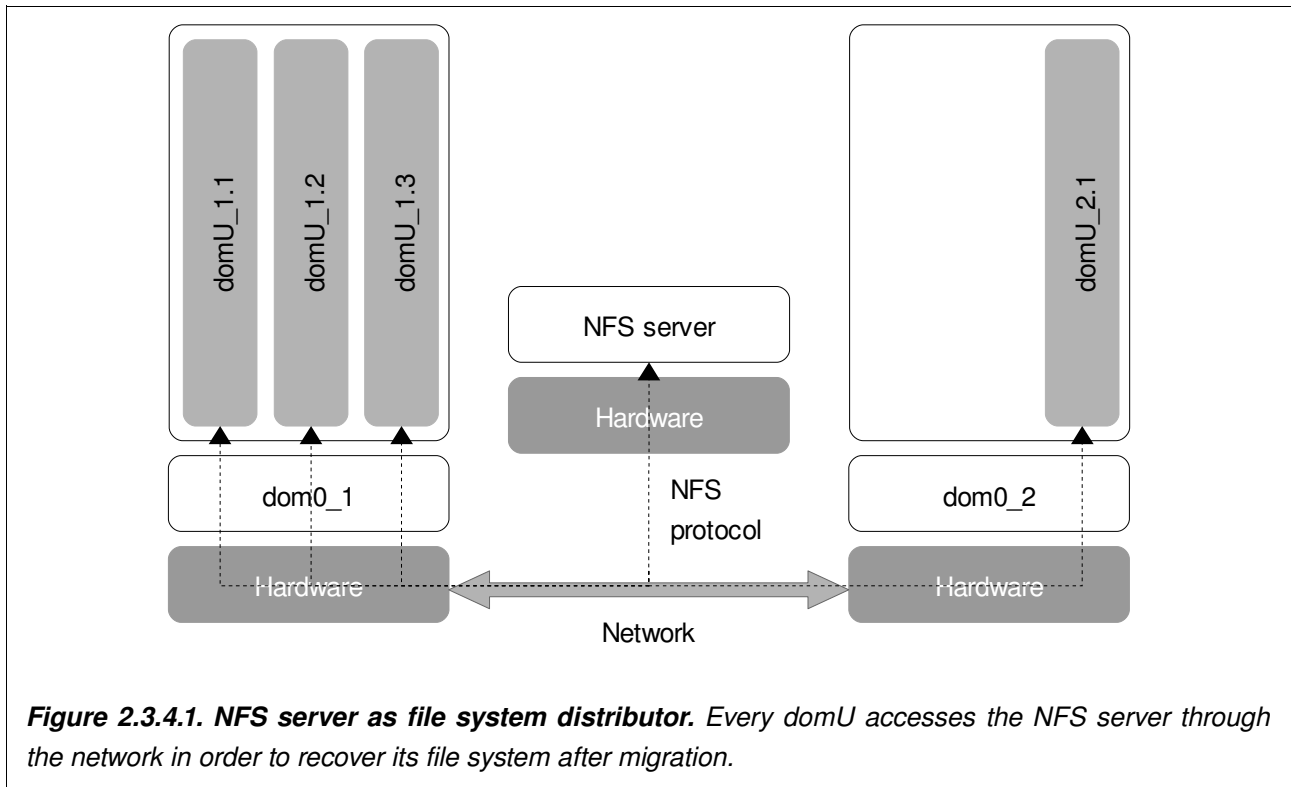 domU_1.1
domU_1.2
domU_1.3
domU_2.1
NFS server
Hardware
dom0_1
NFS
protocol
dom0_2
Hardware
Hardware
Network
Figure 2.3.4.1. NFS server as file system distributor. Every domU accesses the NFS server through
the network in order to recover its file system after migration.